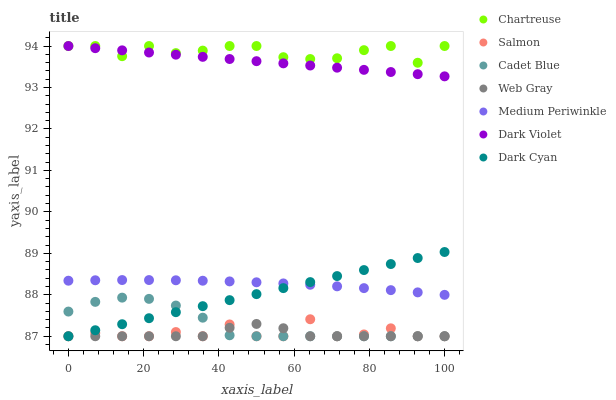 title
Chartreuse
Salmon
Cadet Blue
Web Gray
Medium Periwinkle
Dark Violet
Dark Cyan
yaxis_label
94
93
92
91
90
89
88
87
0 20 40 60 80 100
xaxis_label